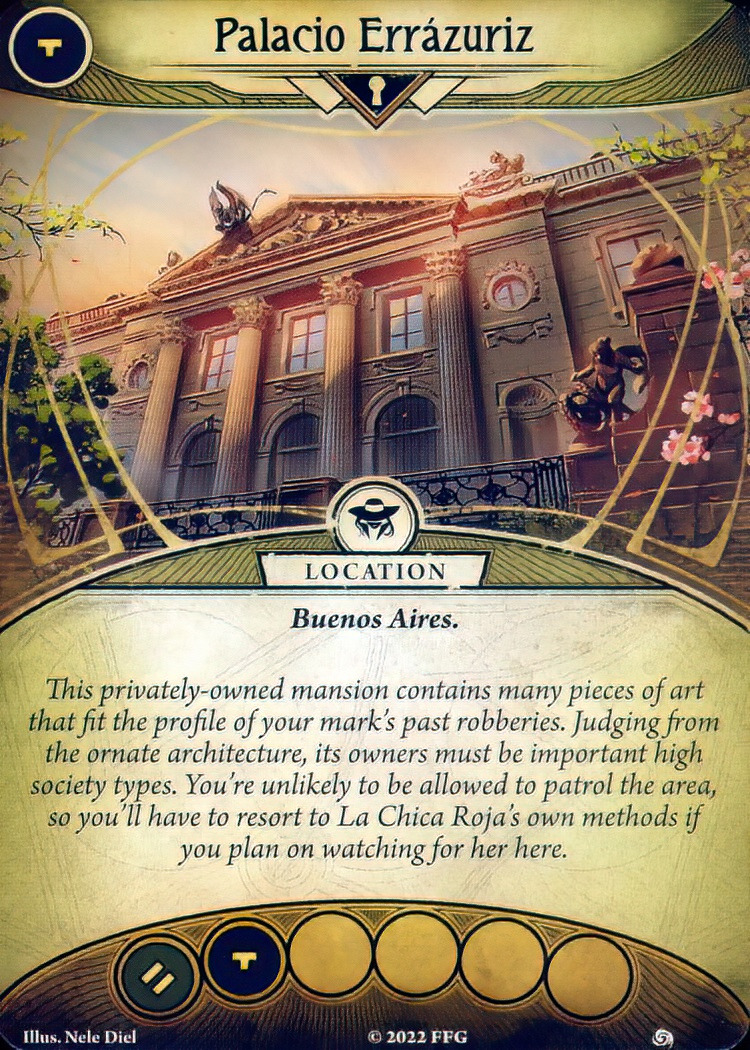 Palacio Errázuriz
LOCATION
Buenos Aires.
This privately-owned mansion contains many pieces of art
that fit the profile of your mark's past robberies. Judging from
the ornate architecture, its owners must be important high
society types. You're unlikely to be allowed to patrol the area,
so you'll have to resort to La Chica Roja's own methods if
you plan on watching for her here.
Illus. Nele Diel
© 2022 FFG